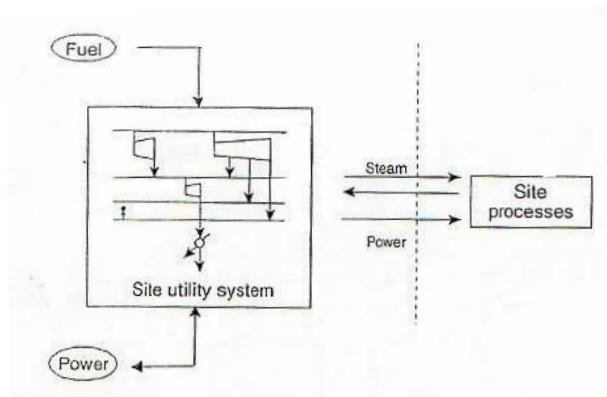 Fuel
Steam
Site
processes
Power
Site utility system
Power